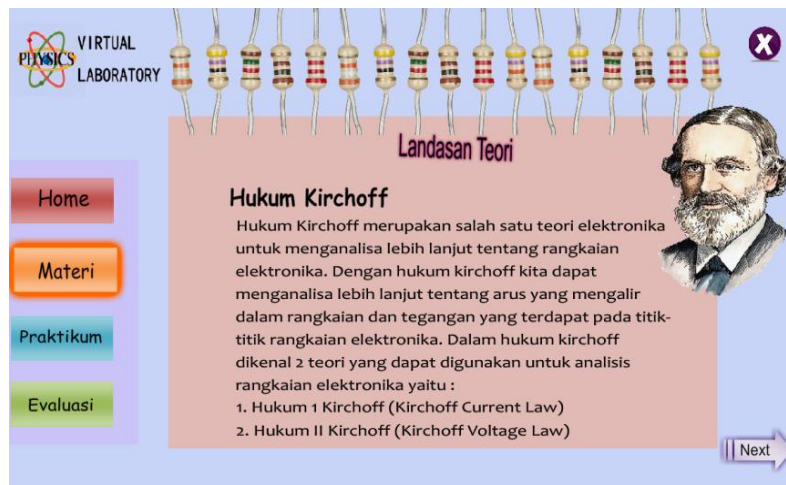 PHYSICS
VIRTUAL
LABORATORY
X
Landasan Teori
Home
Materi
Praktikum
Evaluasi
Hukum Kirchoff
Hukum Kirchoff merupakan salah satu teori elektronika
untuk menganalisa lebih lanjut tentang rangkaian
elektronika. Dengan hukum kirchoff kita dapat
menganalisa lebih lanjut tentang arus yang mengalir
dalam rangkaian dan tegangan yang terdapat pada titik-
titik rangkaian elektronika. Dalam hukum kirchoff
dikenal 2 teori yang dapat digunakan untuk analisis
rangkaian elektronika yaitu :
1. Hukum 1 Kirchoff (Kirchoff Current Law)
2. Hukum II Kirchoff (Kirchoff Voltage Law)
Next